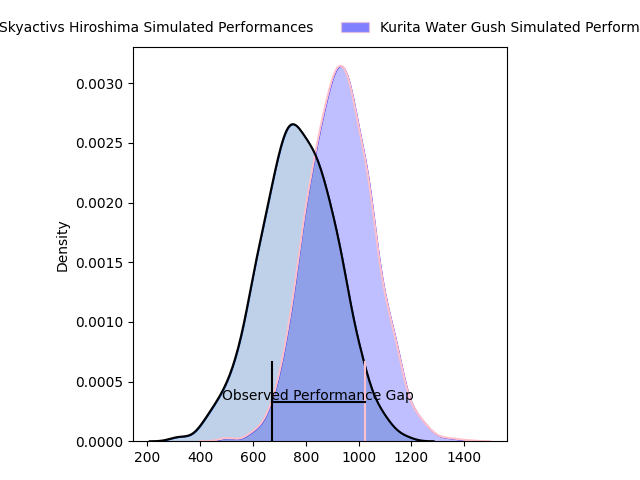 Skyactivs Hiroshima Simulated Performances
Kurita Water Gush Simulated Perform
0.0030
0.0025
0.0020
0.0015
0.0010
0.0005
0.0000
Density
Observed Performance Gap
200 400 600 800 1000 1200 1400